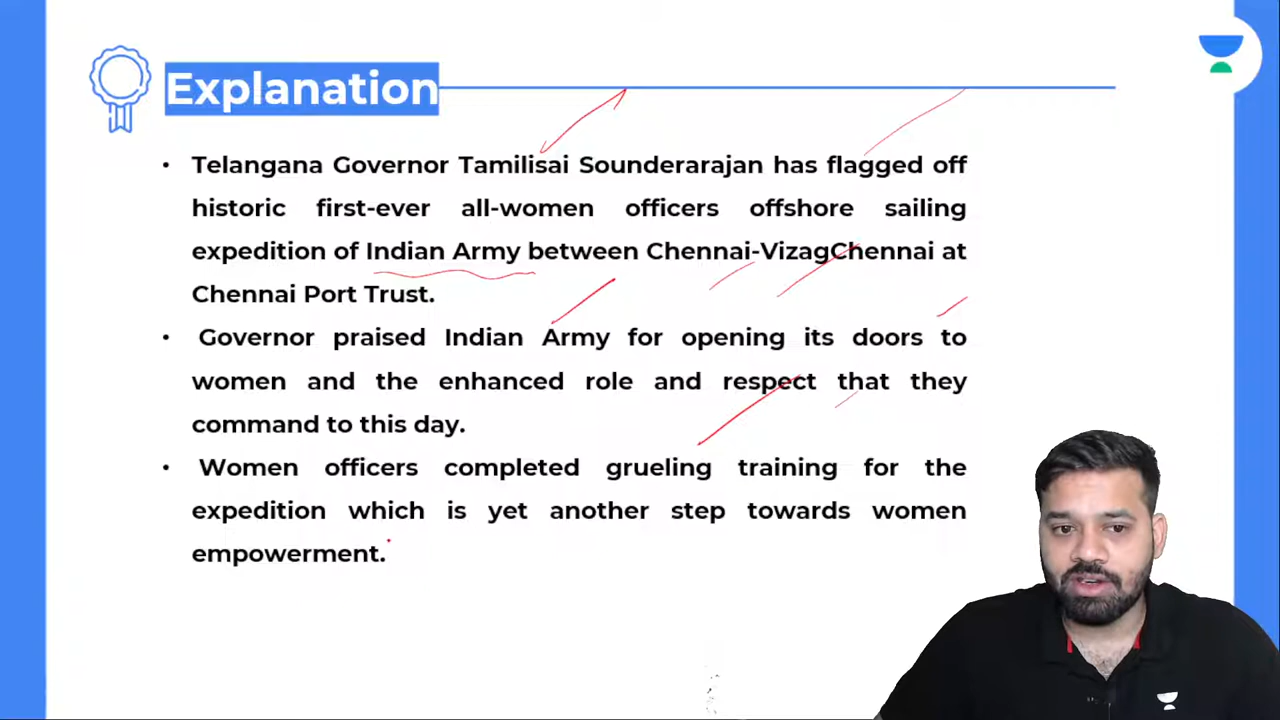 Explanation
• Telangana Governor Tamilisai Sounderarajan has flagged off
historic first-ever all-women officers offshore sailing
expedition of Indian Army between Chennai-VizagChennai at
Chennai Port Trust.
• Governor praised Indian Army for opening its doors to
women and the enhanced role and respect that they
command to this day.
• Women officers completed grueling training for the
expedition which is yet another step towards women
empowerment.